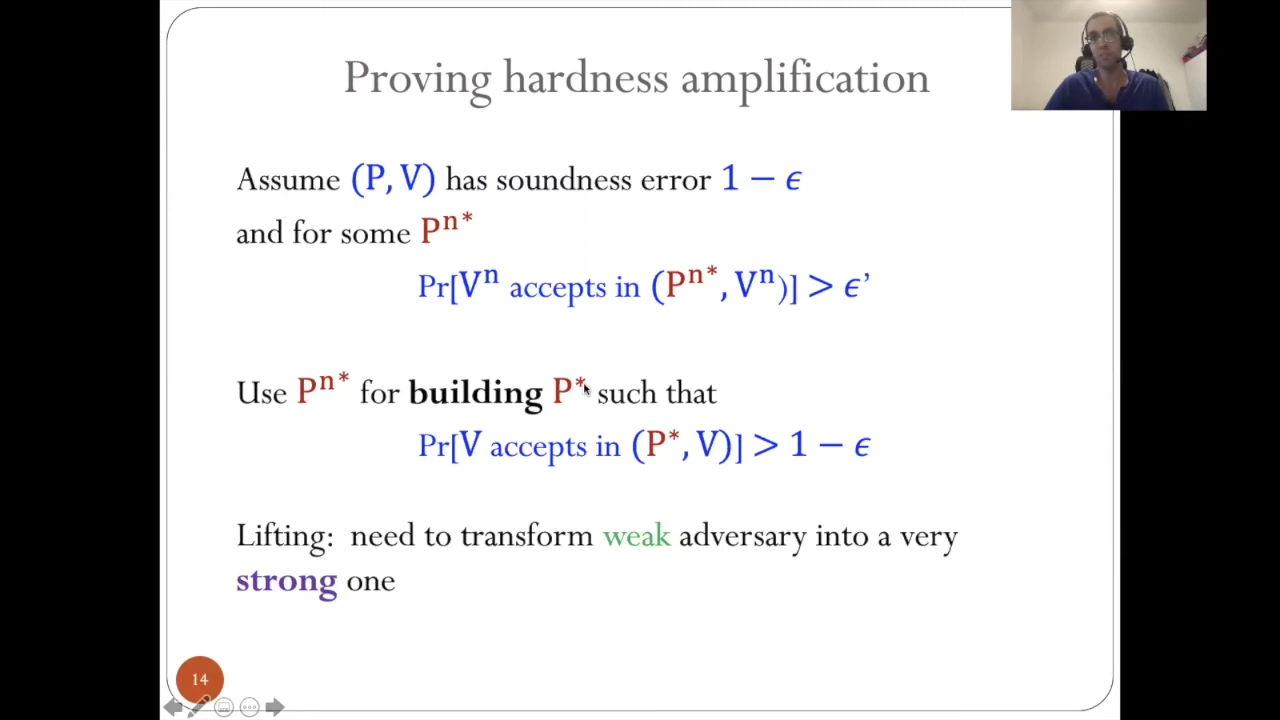 Proving hardness amplification
Assume (P, V) has soundness error 1 − ϵ
and for some Pⁿ*
Pr[Vⁿ accepts in (Pⁿ*, Vⁿ)] > ϵ’
Use Pⁿ* for building P* such that
Pr[V accepts in (P*, V)] > 1 − ϵ
Lifting: need to transform weak adversary into a very
strong one
14